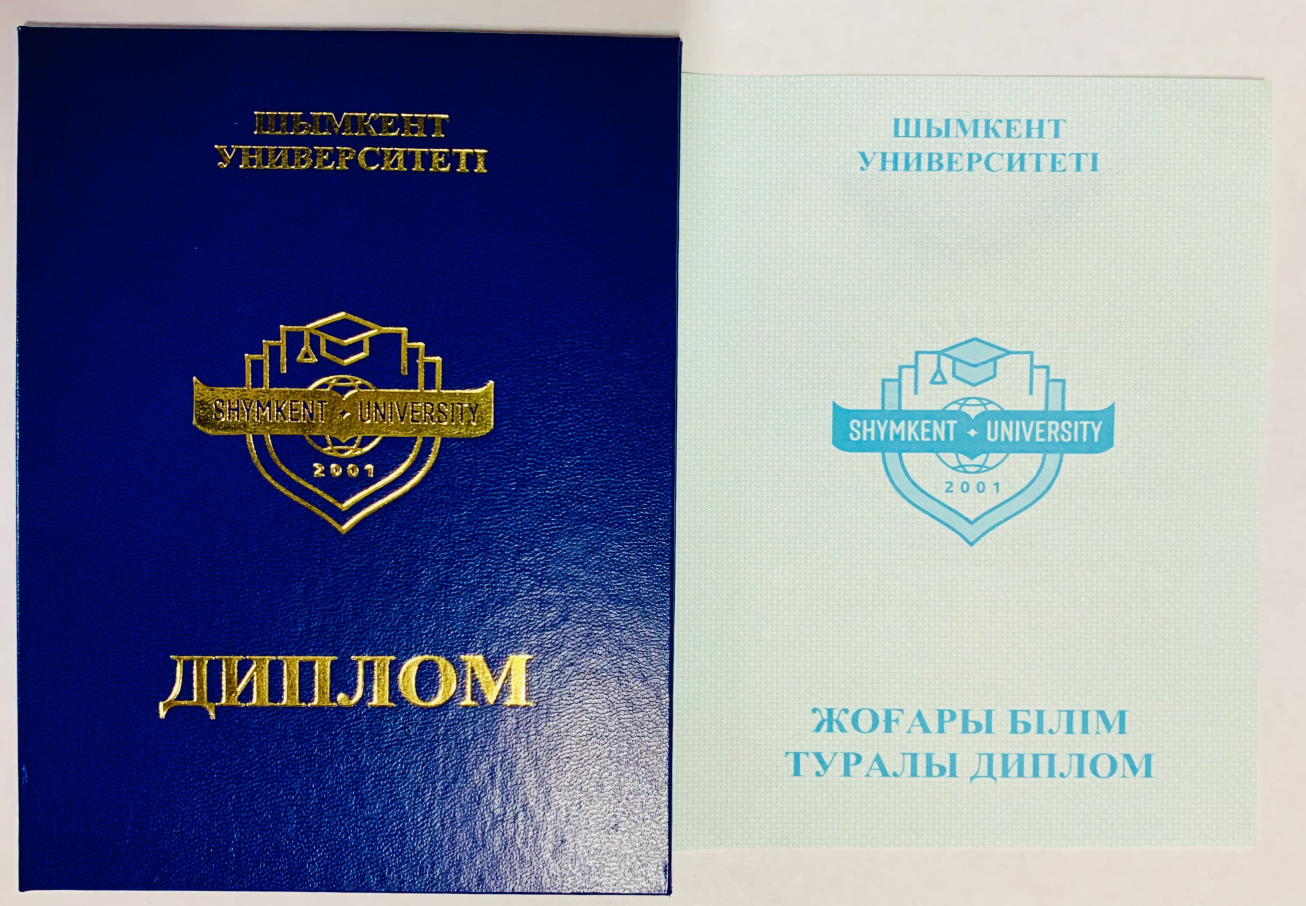 ШЫМКЕНТ
УНИВЕРСИТЕТІ
SHYMKENT UNIVERSITY
2001
ДИПЛОМ
ШЫМКЕНТ
УНИВЕРСИТЕТІ
SHYMKENT UNIVERSITY
2001
ЖОҒАРЫ БІЛІМ
ТУРАЛЫ ДИПЛОМ